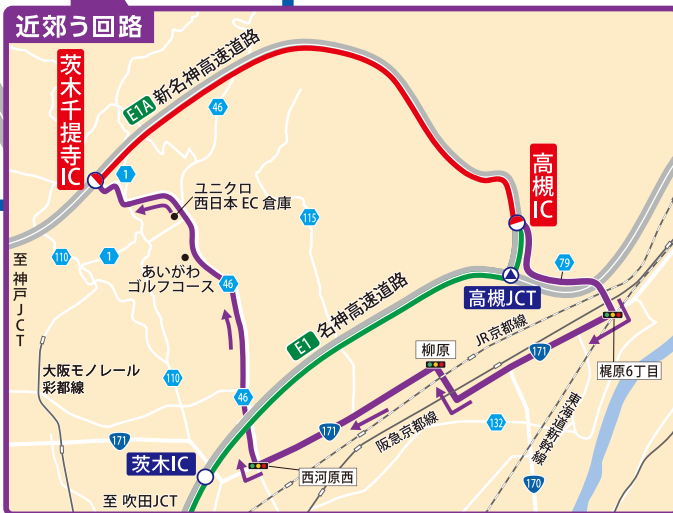 近郊う回路
茨木千提寺IC
E1A 新名神高速道路
46
1
ユニクロ
西日本EC倉庫
115
高槻IC
110
1
あいがわ
ゴルフコース
46
79
至 神戸JCT
高槻JCT
E1 名神高速道路
JR京都線
柳原
171
梶原6丁目
大阪モノレール
彩都線
110
46
171
阪急京都線
132
東海道新幹線
171
茨木IC
西河原西
170
至 吹田JCT